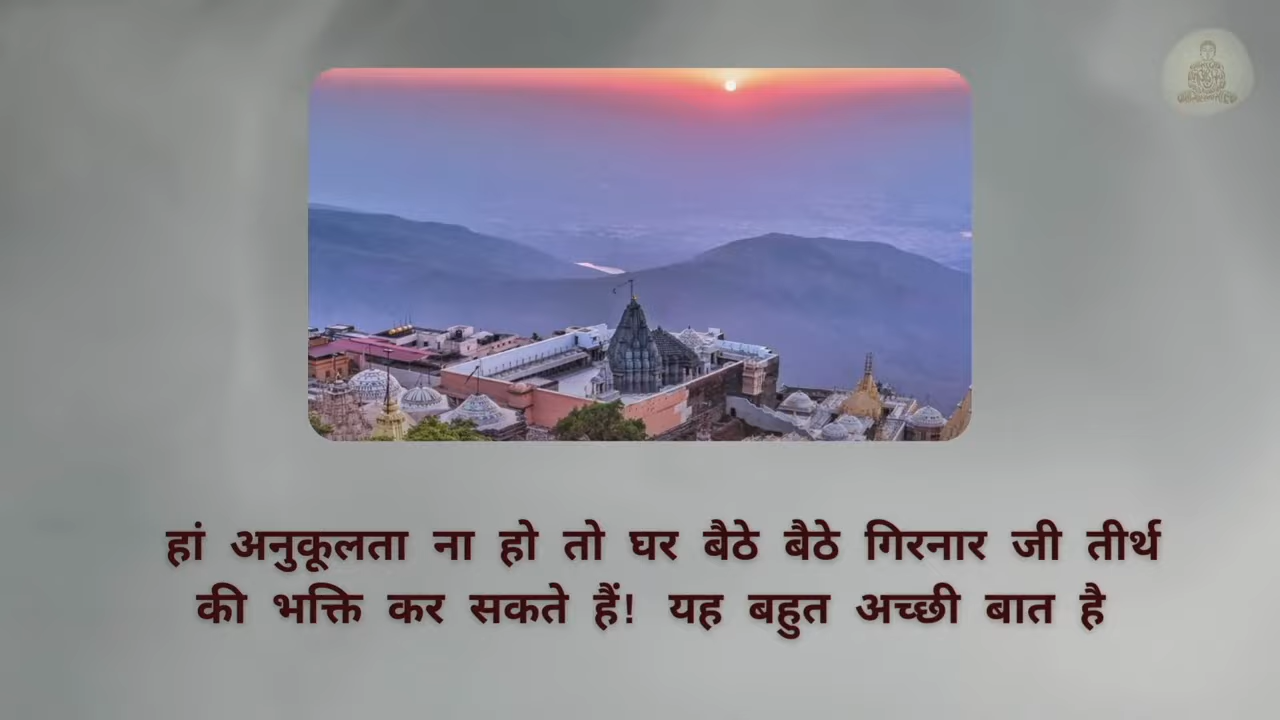 हां अनुकूलता ना हो तो घर बैठे बैठे गिरनार जी तीर्थ
की भक्ति कर सकते हैं! यह बहुत अच्छी बात है